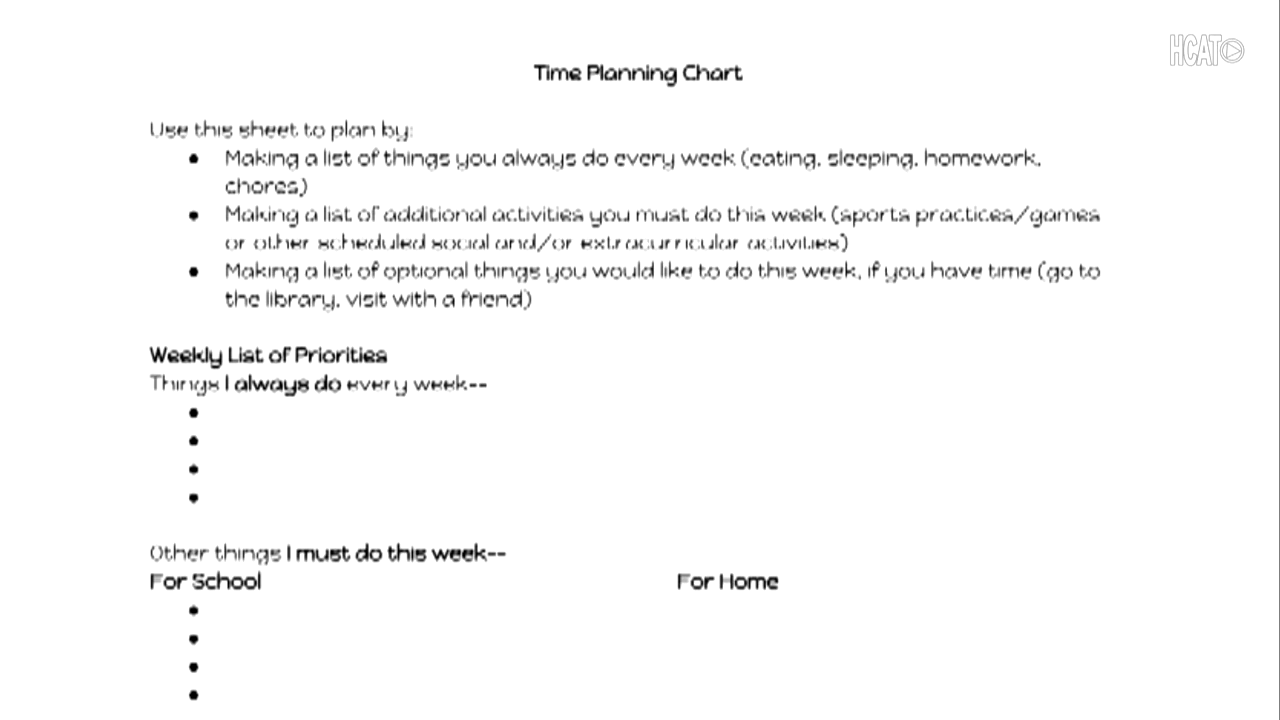 HCAT
Time Planning Chart
Use this sheet to plan by:
• Making a list of things you always do every week (eating, sleeping, homework,
chores)
• Making a list of additional activities you must do this week (sports practices/games
or other scheduled social and/or extracurricular activities)
• Making a list of optional things you would like to do this week, if you have time (go to
the library, visit with a friend)
Weekly List of Priorities
Things I always do every week--
Other things I must do this week--
For School For Home